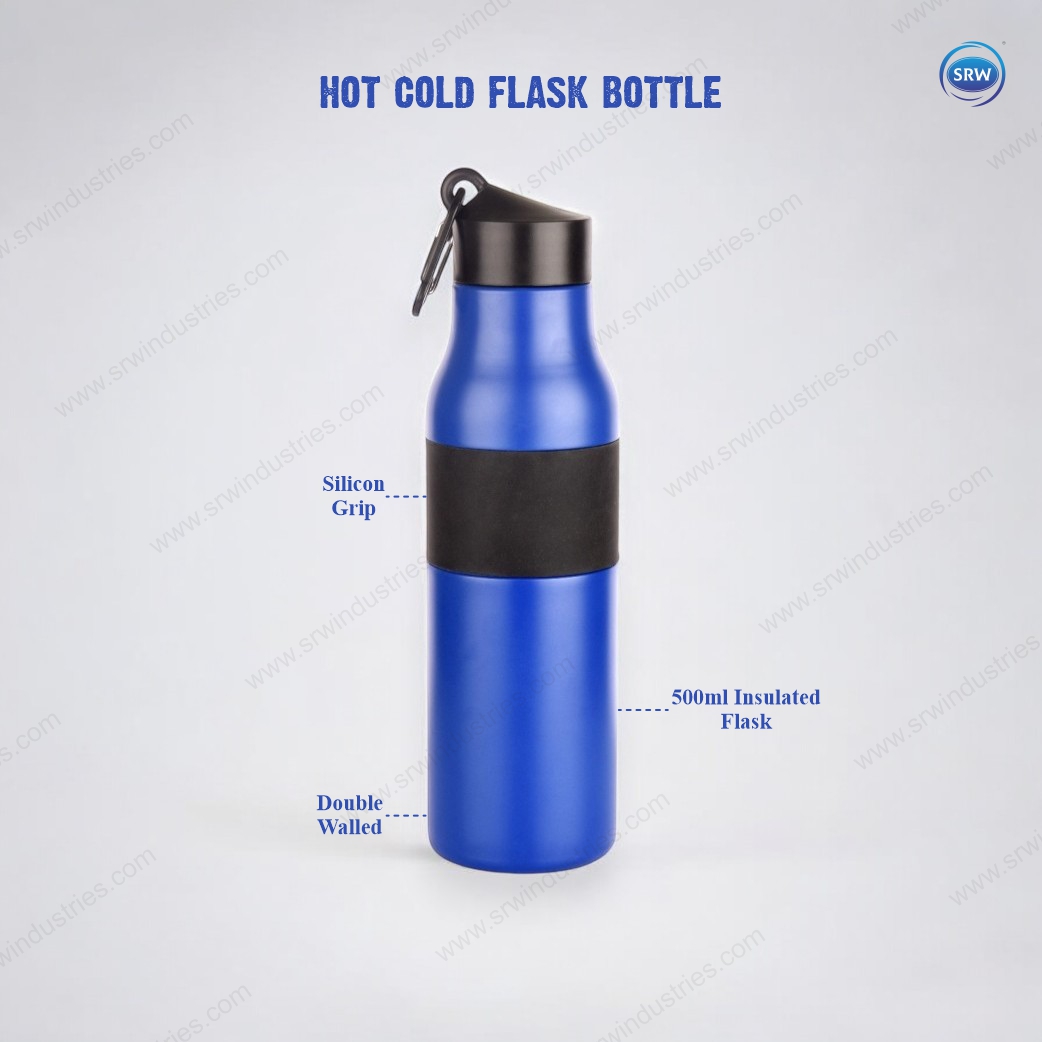 HOT COLD FLASK BOTTLE
SRW
Silicon
Grip
500ml Insulated
Flask
Double
Walled
www.srwindustries.com